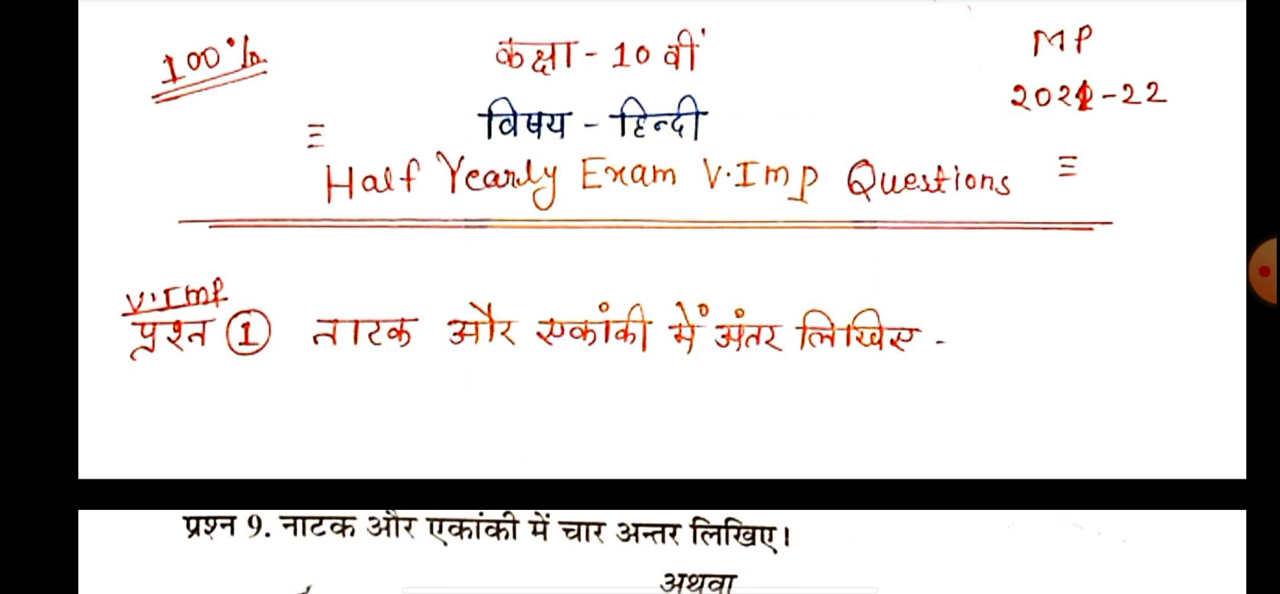 100%
कक्षा - 10 वीं
MP
2021-22
विषय - हिन्दी
Half Yearly Exam V.Imp Questions
V.Imp
प्रश्न ① नाटक और एकांकी में अंतर लिखिए -
प्रश्न 9. नाटक और एकांकी में चार अन्तर लिखिए।
अथवा